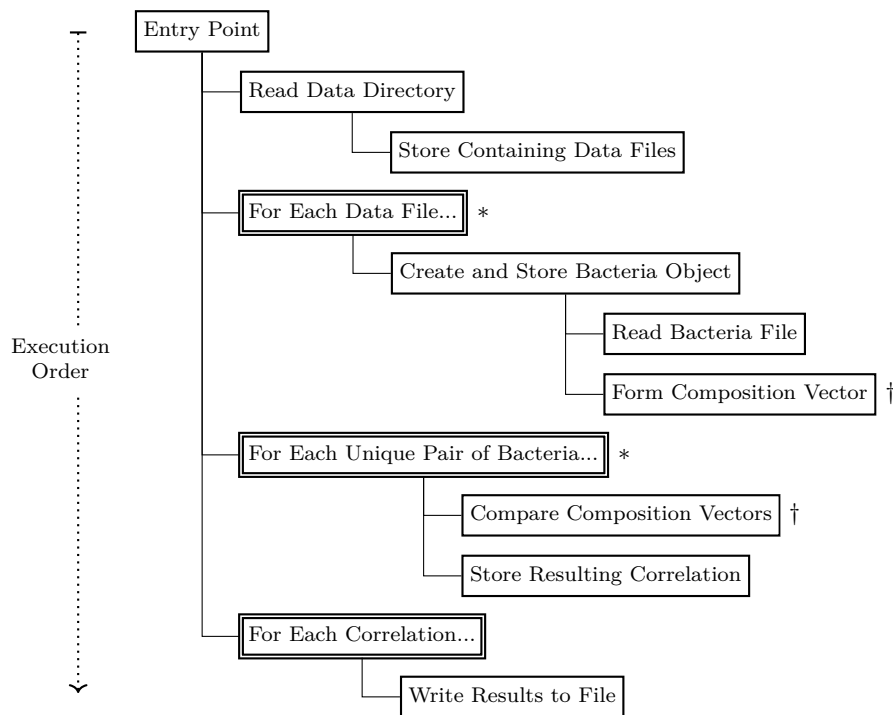 Entry Point
Read Data Directory
Store Containing Data Files
For Each Data File... *
Create and Store Bacteria Object
Read Bacteria File
Execution
Order
Form Composition Vector †
For Each Unique Pair of Bacteria... *
Compare Composition Vectors †
Store Resulting Correlation
For Each Correlation...
Write Results to File